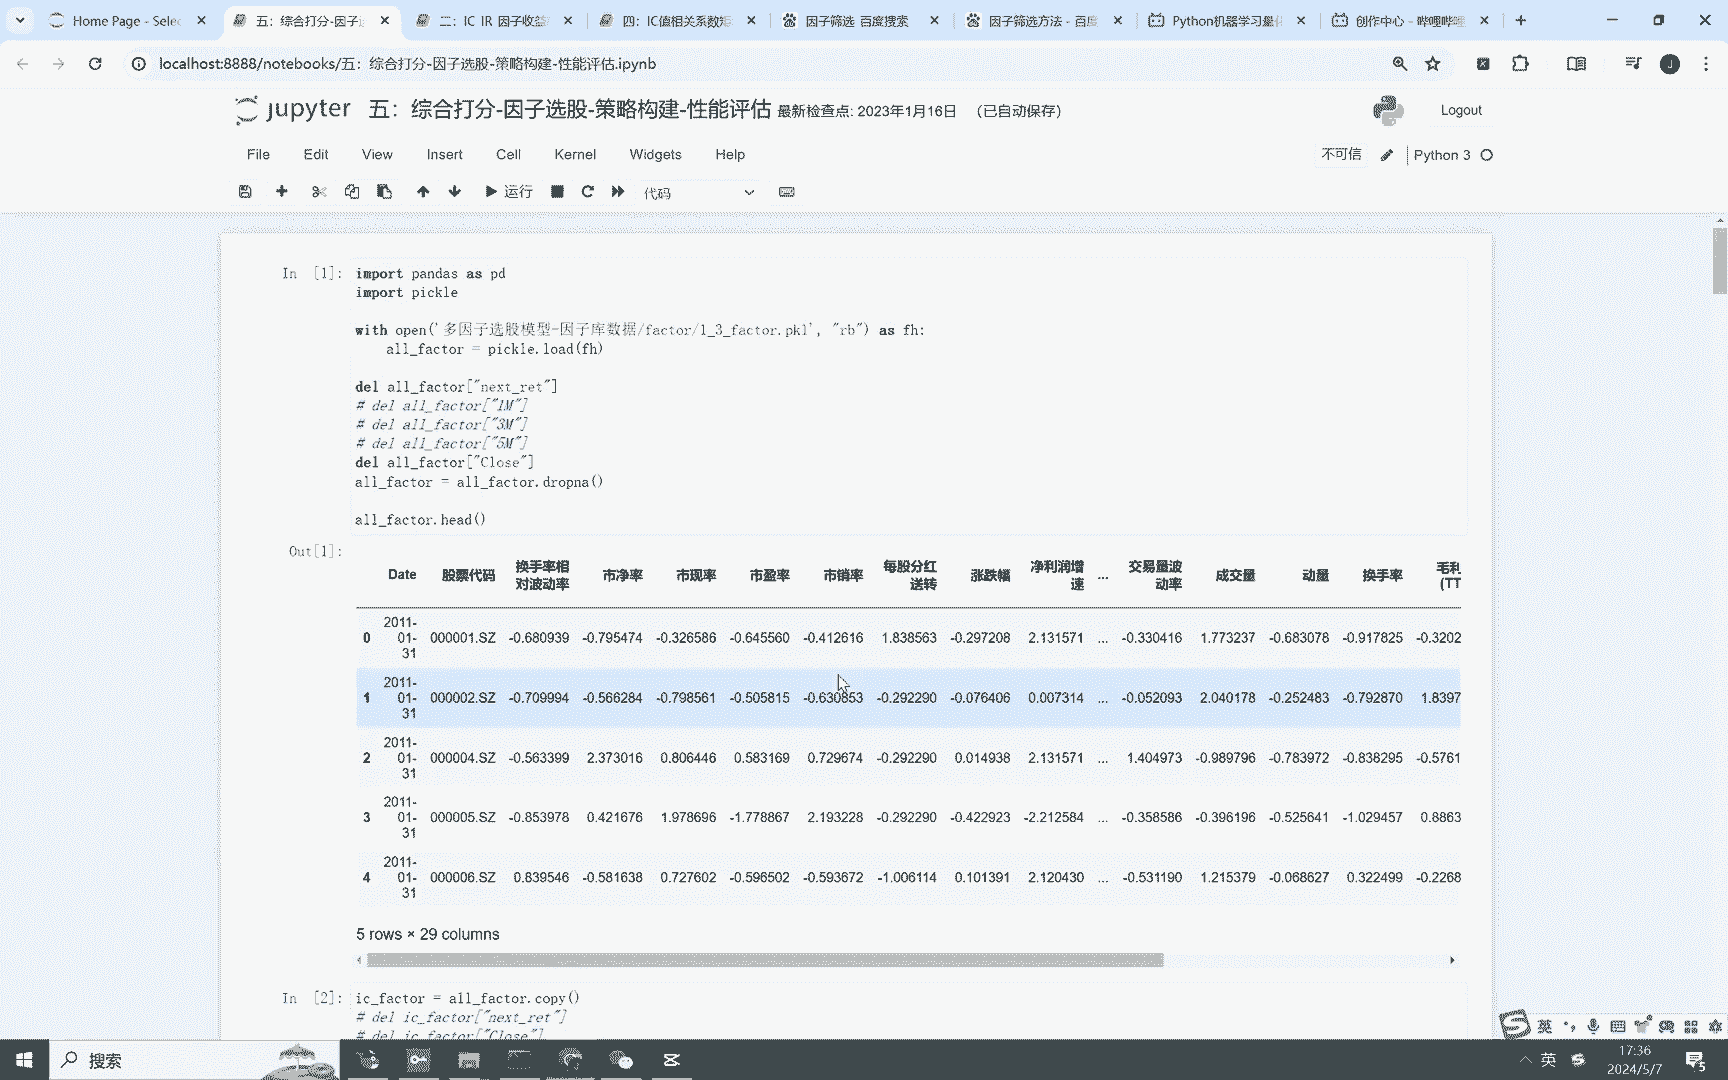 Home Page - Selec
五：综合打分-因子选
二：IC IR 因子收益
四：IC值相关系数矩
因子筛选_百度搜索
因子筛选方法 - 百度
Python机器学习量化
创作中心 - 哔哩哔哩
localhost:8888/notebooks/五：综合打分-因子选股-策略构建-性能评估.ipynb
J
jupyter 五：综合打分-因子选股-策略构建-性能评估 最新检查点: 2023年1月16日 (已自动保存)
Logout
File Edit View Insert Cell Kernel Widgets Help
不可信 Python 3
运行 代码
In [1]: import pandas as pd
import pickle
with open('多因子选股模型-因子库数据/factor/1_3_factor.pkl', "rb") as fh:
all_factor = pickle.load(fh)
del all_factor["next_ret"]
# del all_factor["1M"]
# del all_factor["3M"]
# del all_factor["5M"]
del all_factor["Close"]
all_factor = all_factor.dropna()
all_factor.head()
Out[1]:
Date 股票代码 换手率相对波动率 市净率 市现率 市盈率 市销率 每股分红送转 涨跌幅 净利润增速 ... 交易量波动率 成交量 动量 换手率 毛利 (TT
0 2011-01-31 000001.SZ -0.680939 -0.795474 -0.326586 -0.645560 -0.412616 1.838563 -0.297208 2.131571 ... -0.330416 1.773237 -0.683078 -0.917825 -0.3202
1 2011-01-31 000002.SZ -0.709994 -0.566284 -0.798561 -0.505815 -0.630853 -0.292290 -0.076406 0.007314 ... -0.052093 2.040178 -0.252483 -0.792870 1.8397
2 2011-01-31 000004.SZ -0.563399 2.373016 0.806446 0.583169 0.729674 -0.292290 0.014938 2.131571 ... 1.404973 -0.989796 -0.783972 -0.838295 -0.5761
3 2011-01-31 000005.SZ -0.853978 0.421676 1.978696 -1.778867 2.193228 -0.292290 -0.422923 -2.212584 ... -0.358586 -0.396196 -0.525641 -1.029457 0.8863
4 2011-01-31 000006.SZ 0.839546 -0.581638 0.727602 -0.596502 -0.593672 -1.006114 0.101391 2.120430 ... -0.531190 1.215379 -0.068627 0.322499 -0.2268
5 rows × 29 columns
In [2]: ic_factor = all_factor.copy()
# del ic_factor["next_ret"]
# del ic_factor["Close"]
英
搜索
英
17:36
2024/5/7
5